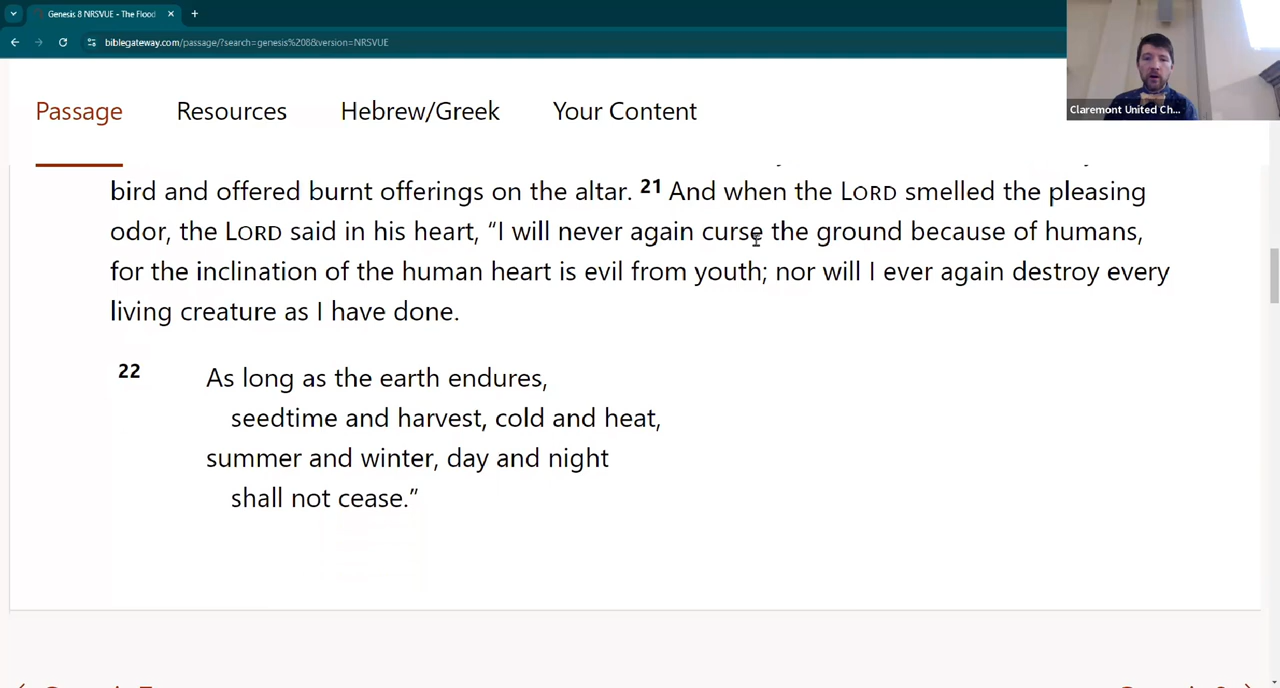 Genesis 8 NRSVUE - The Flood
biblegateway.com/passage/?search=genesis%208&version=NRSVUE
Claremont United Ch...
Passage Resources Hebrew/Greek Your Content
bird and offered burnt offerings on the altar. 21 And when the LORD smelled the pleasing
odor, the LORD said in his heart, “I will never again curse the ground because of humans,
for the inclination of the human heart is evil from youth; nor will I ever again destroy every
living creature as I have done.
22 As long as the earth endures,
seedtime and harvest, cold and heat,
summer and winter, day and night
shall not cease.”